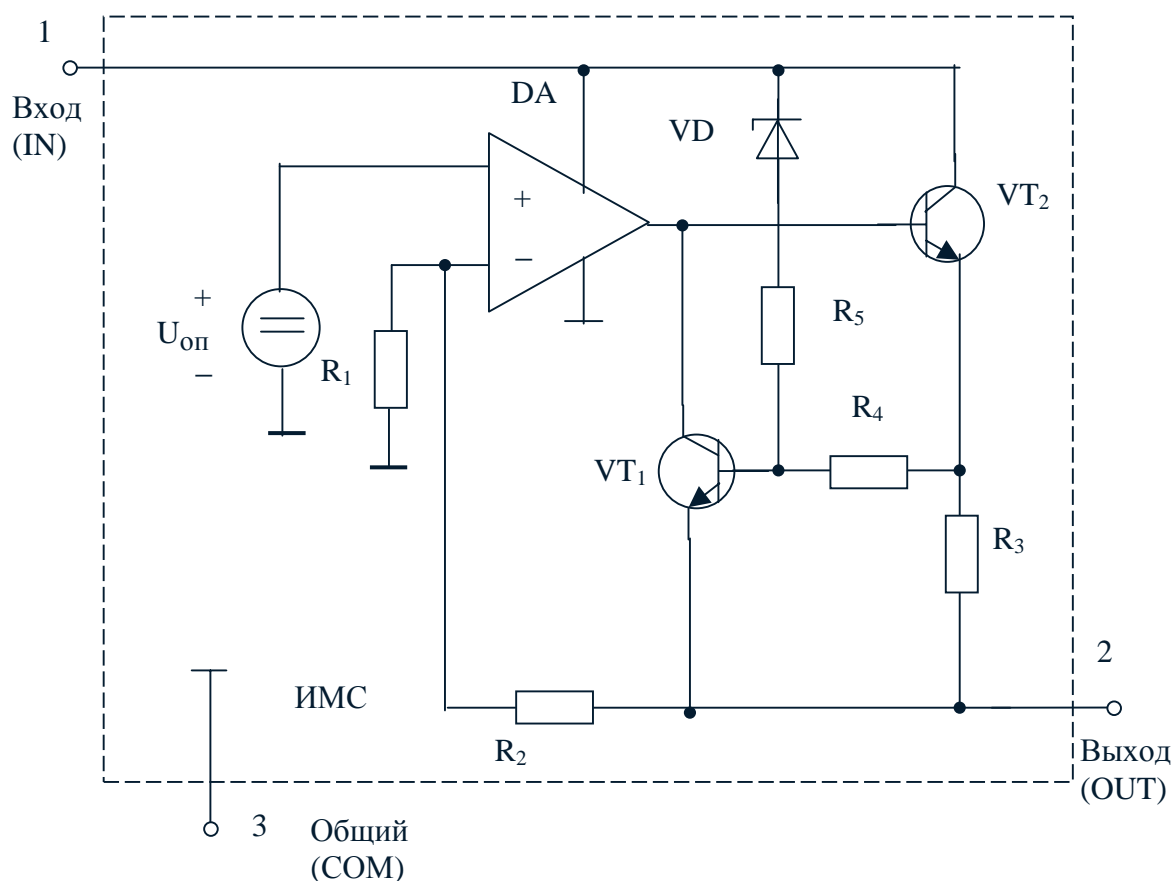 1
Вход
(IN)
DA
VD
VT2
+
−
+
Uоп
−
R1
R5
R4
VT1
R3
2
ИМС
R2
Выход
(OUT)
3
Общий
(COM)